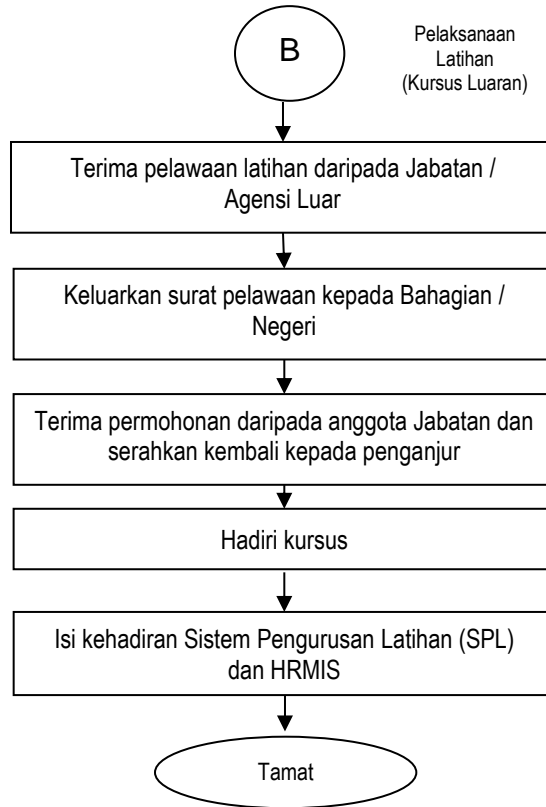 B
Pelaksanaan
Latihan
(Kursus Luaran)
Terima pelawaan latihan daripada Jabatan /
Agensi Luar
Keluarkan surat pelawaan kepada Bahagian /
Negeri
Terima permohonan daripada anggota Jabatan dan
serahkan kembali kepada penganjur
Hadiri kursus
Isi kehadiran Sistem Pengurusan Latihan (SPL)
dan HRMIS
Tamat